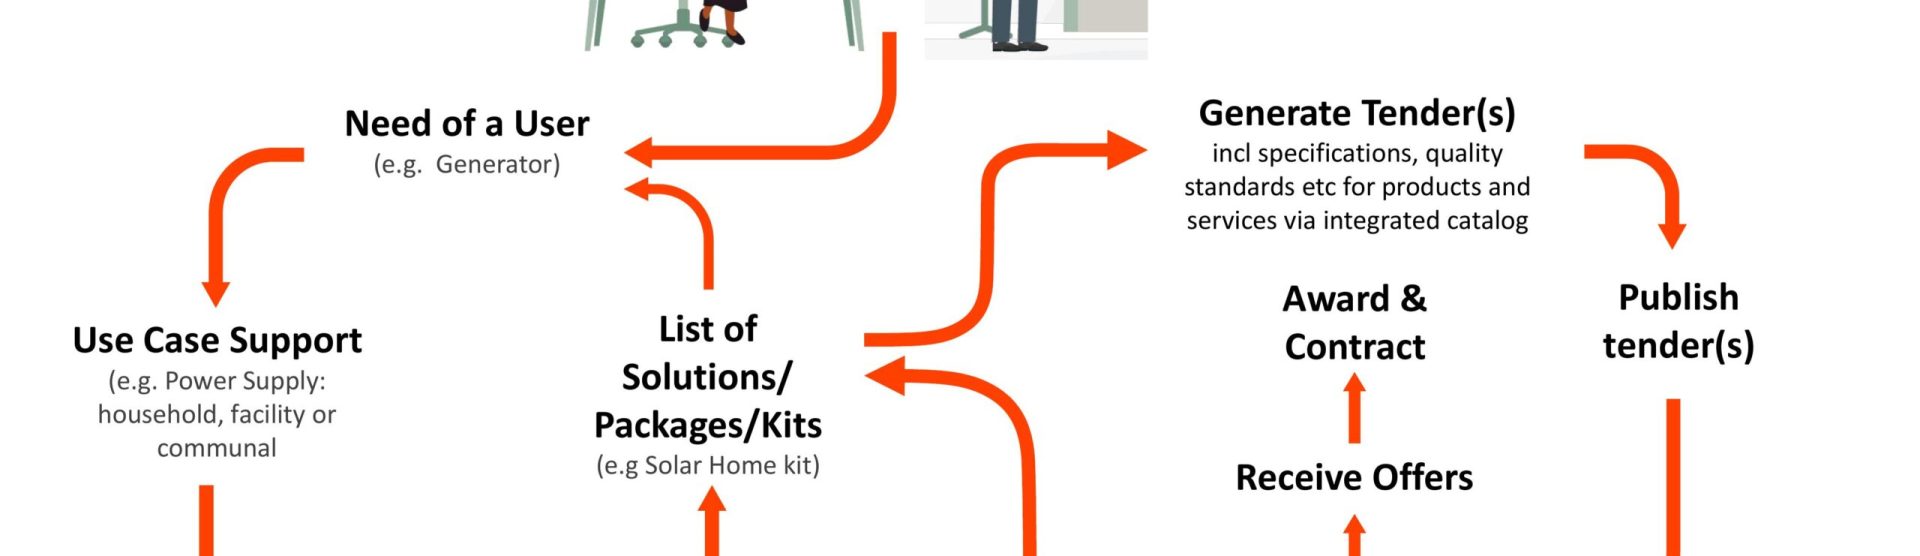 Need of a User
(e.g. Generator)
Use Case Support
(e.g. Power Supply:
household, facility or
communal
List of
Solutions/
Packages/Kits
(e.g Solar Home kit)
Generate Tender(s)
incl specifications, quality
standards etc for products and
services via integrated catalog
Award &
Contract
Receive Offers
Publish
tender(s)